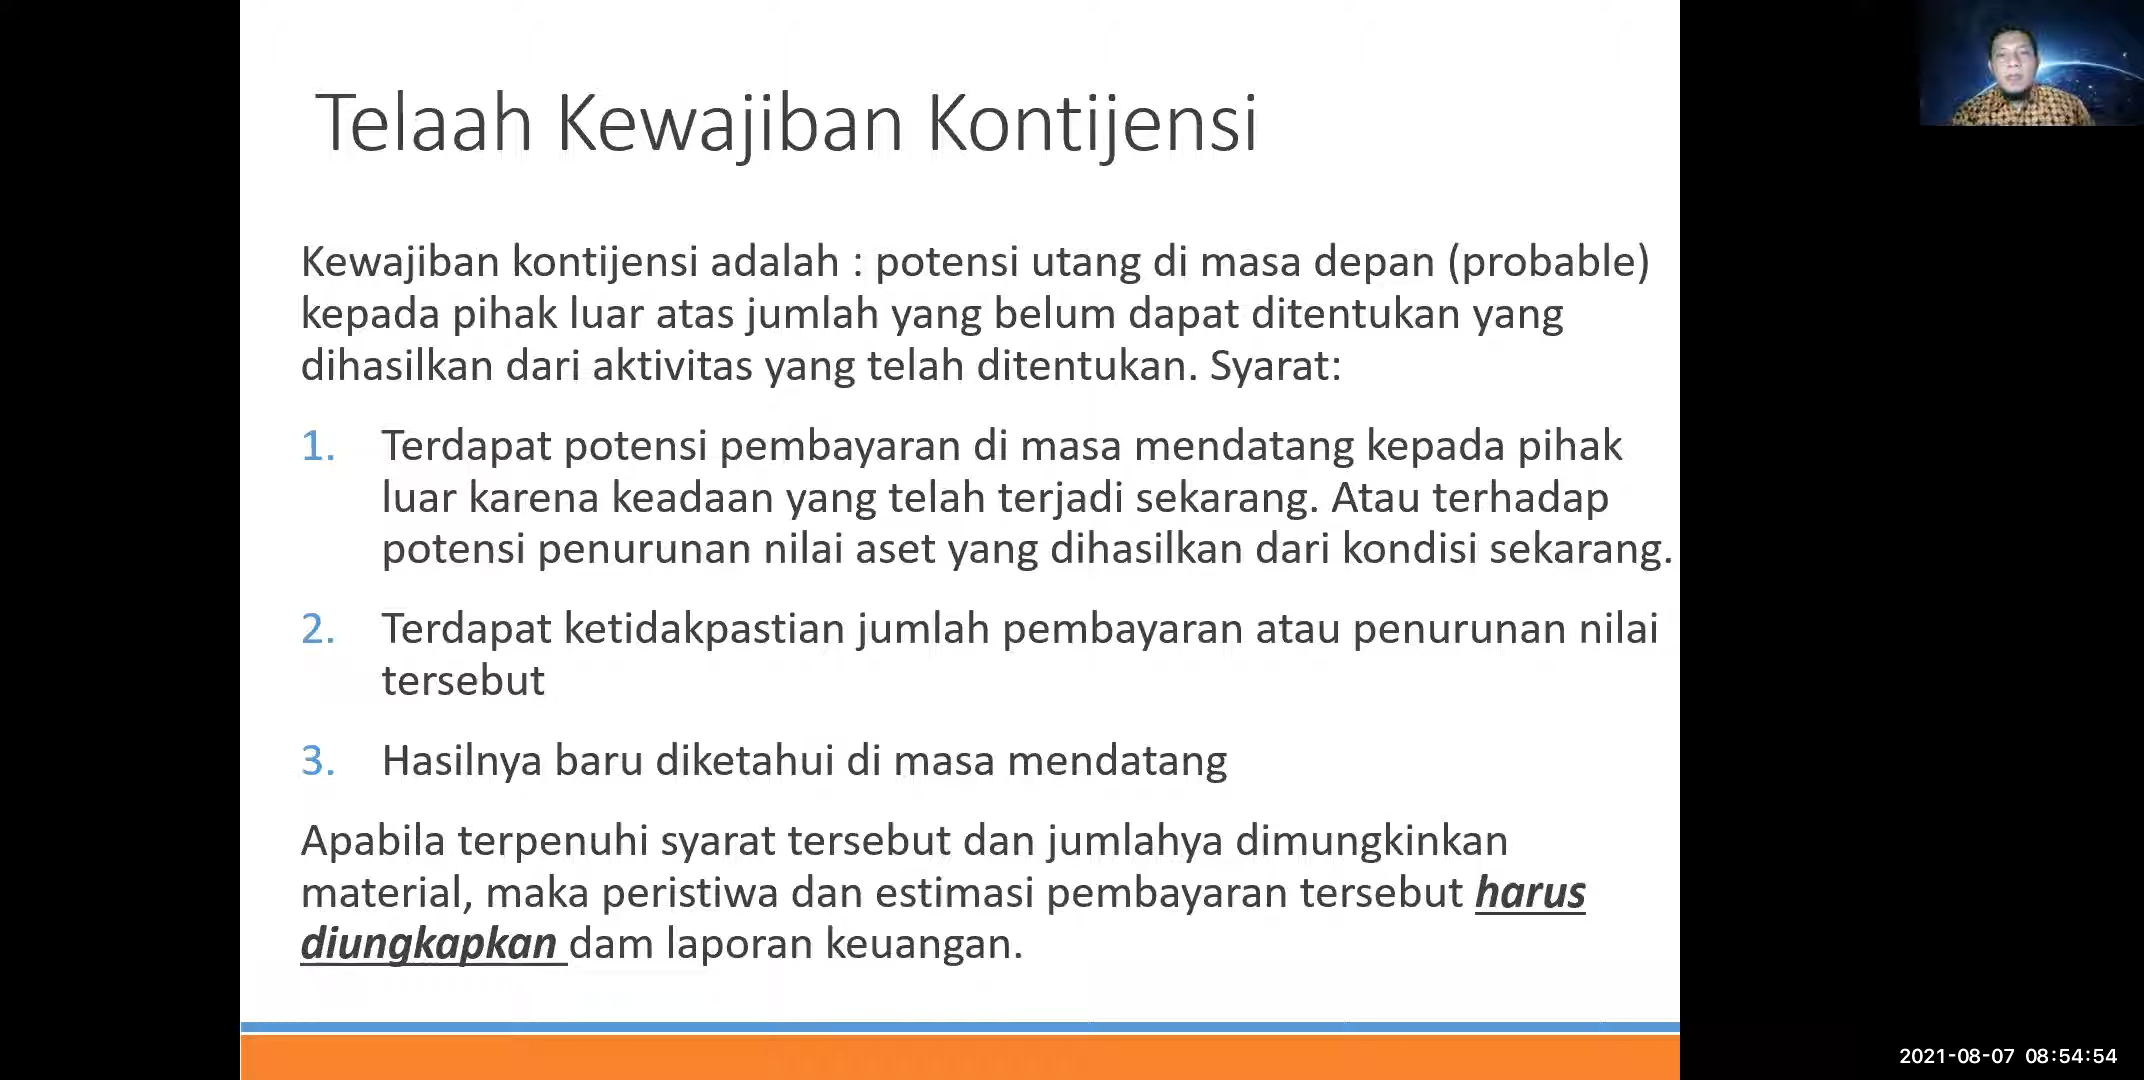 Telaah Kewajiban Kontijensi
Kewajiban kontijensi adalah : potensi utang di masa depan (probable)
kepada pihak luar atas jumlah yang belum dapat ditentukan yang
dihasilkan dari aktivitas yang telah ditentukan. Syarat:
1. Terdapat potensi pembayaran di masa mendatang kepada pihak
luar karena keadaan yang telah terjadi sekarang. Atau terhadap
potensi penurunan nilai aset yang dihasilkan dari kondisi sekarang.
2. Terdapat ketidakpastian jumlah pembayaran atau penurunan nilai
tersebut
3. Hasilnya baru diketahui di masa mendatang
Apabila terpenuhi syarat tersebut dan jumlahya dimungkinkan
material, maka peristiwa dan estimasi pembayaran tersebut harus
diungkapkan dam laporan keuangan.
2021-08-07 08:54:54